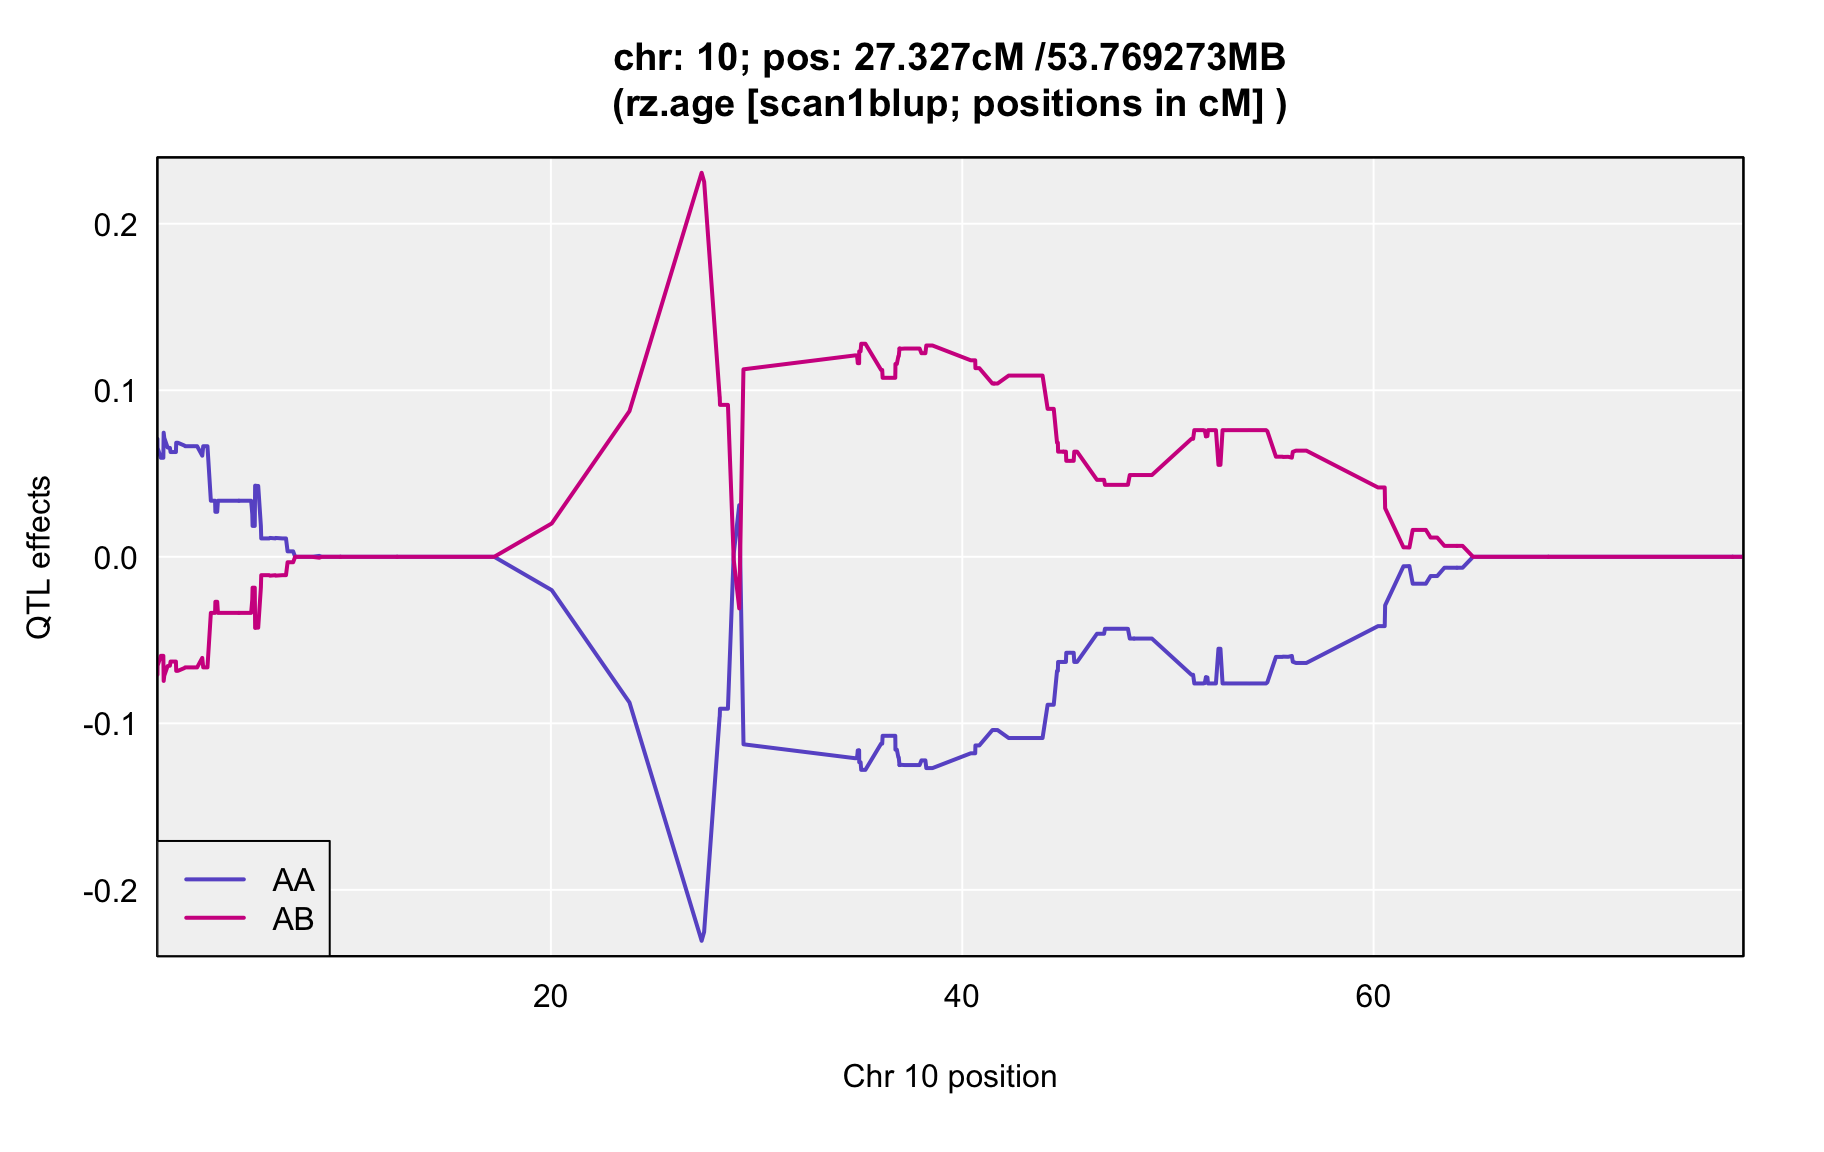 chr: 10; pos: 27.327cM /53.769273MB
(rz.age [scan1blup; positions in cM] )
QTL effects
0.2
0.1
0.0
-0.1
-0.2
AA
AB
20
40
60
Chr 10 position